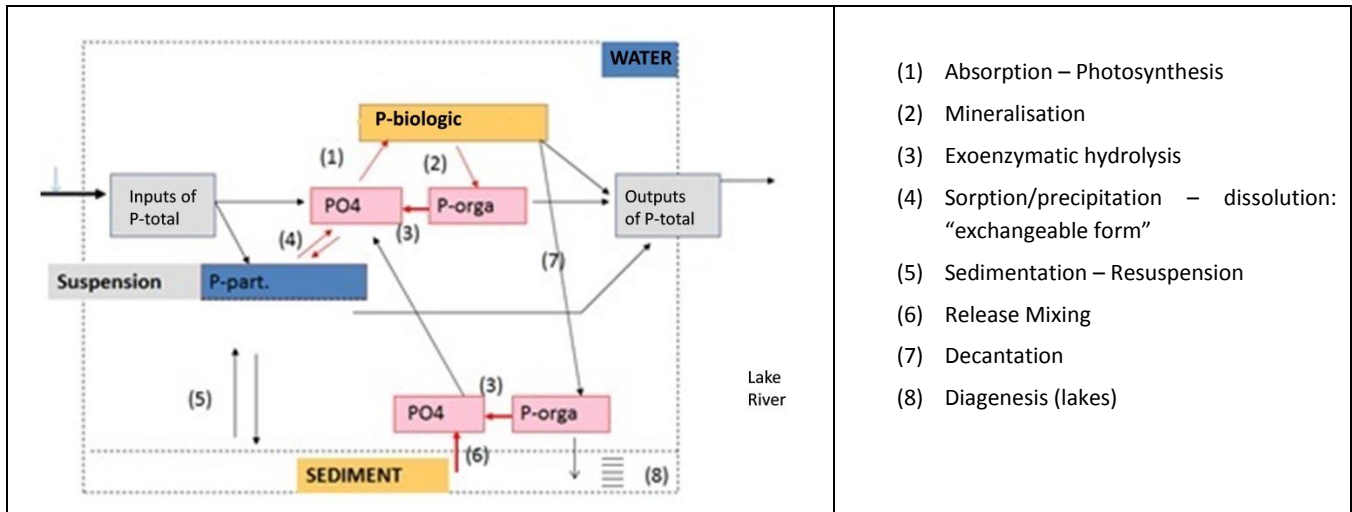 WATER
P-biologic
(1)
(2)
Inputs of
P-total
PO4
P-orga
Outputs
of P-total
(4)
(3)
(7)
Suspension
P-part.
(5)
(3)
Lake
River
PO4
P-orga
(6)
SEDIMENT
(8)
(1) Absorption – Photosynthesis
(2) Mineralisation
(3) Exoenzymatic hydrolysis
(4) Sorption/precipitation – dissolution:
“exchangeable form”
(5) Sedimentation – Resuspension
(6) Release Mixing
(7) Decantation
(8) Diagenesis (lakes)